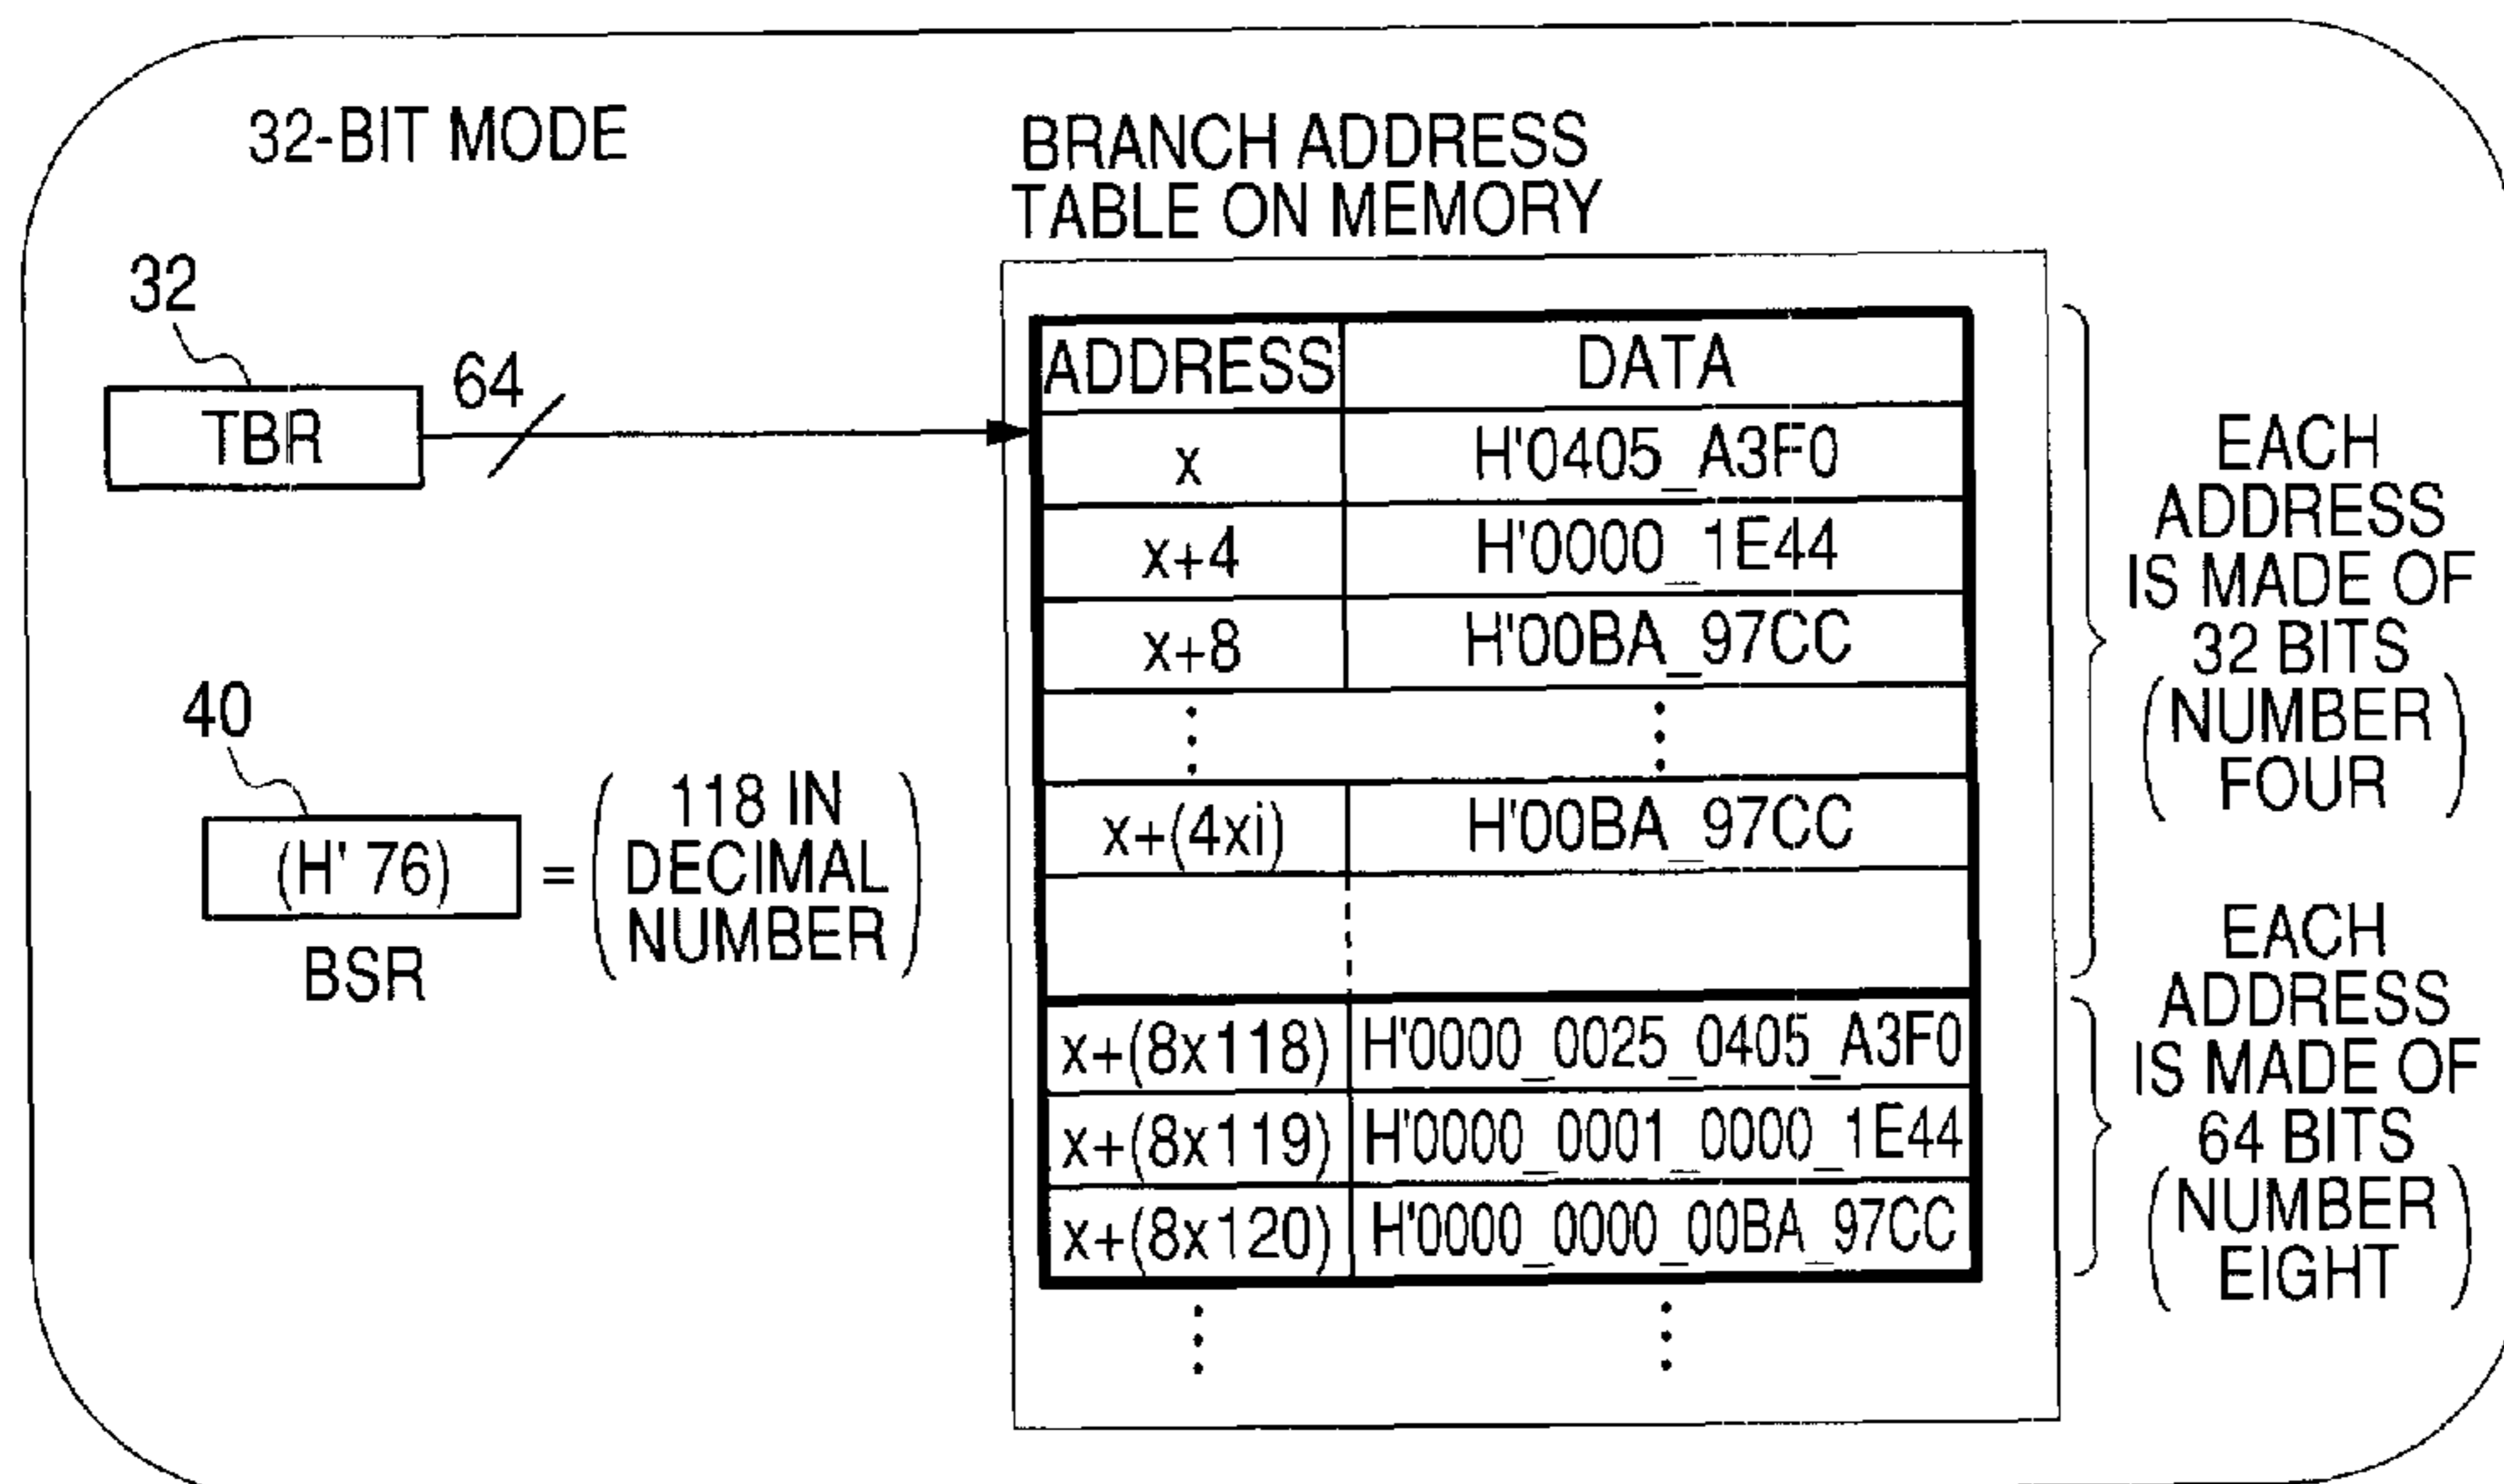 32-BIT MODE
BRANCH ADDRESS
TABLE ON MEMORY
32
TBR
64
40
(H' 76)
BSR
=
118 IN
DECIMAL
NUMBER
ADDRESS DATA
x H'0405_A3F0
x+4 H'0000_1E44
x+8 H'00BA_97CC
x+(4xi) H'00BA_97CC
x+(8x118) H'0000_0025_0405_A3F0
x+(8x119) H'0000_0001_0000_1E44
x+(8x120) H'0000_0000_00BA_97CC
EACH
ADDRESS
IS MADE OF
32 BITS
(NUMBER
FOUR)
EACH
ADDRESS
IS MADE OF
64 BITS
(NUMBER
EIGHT)